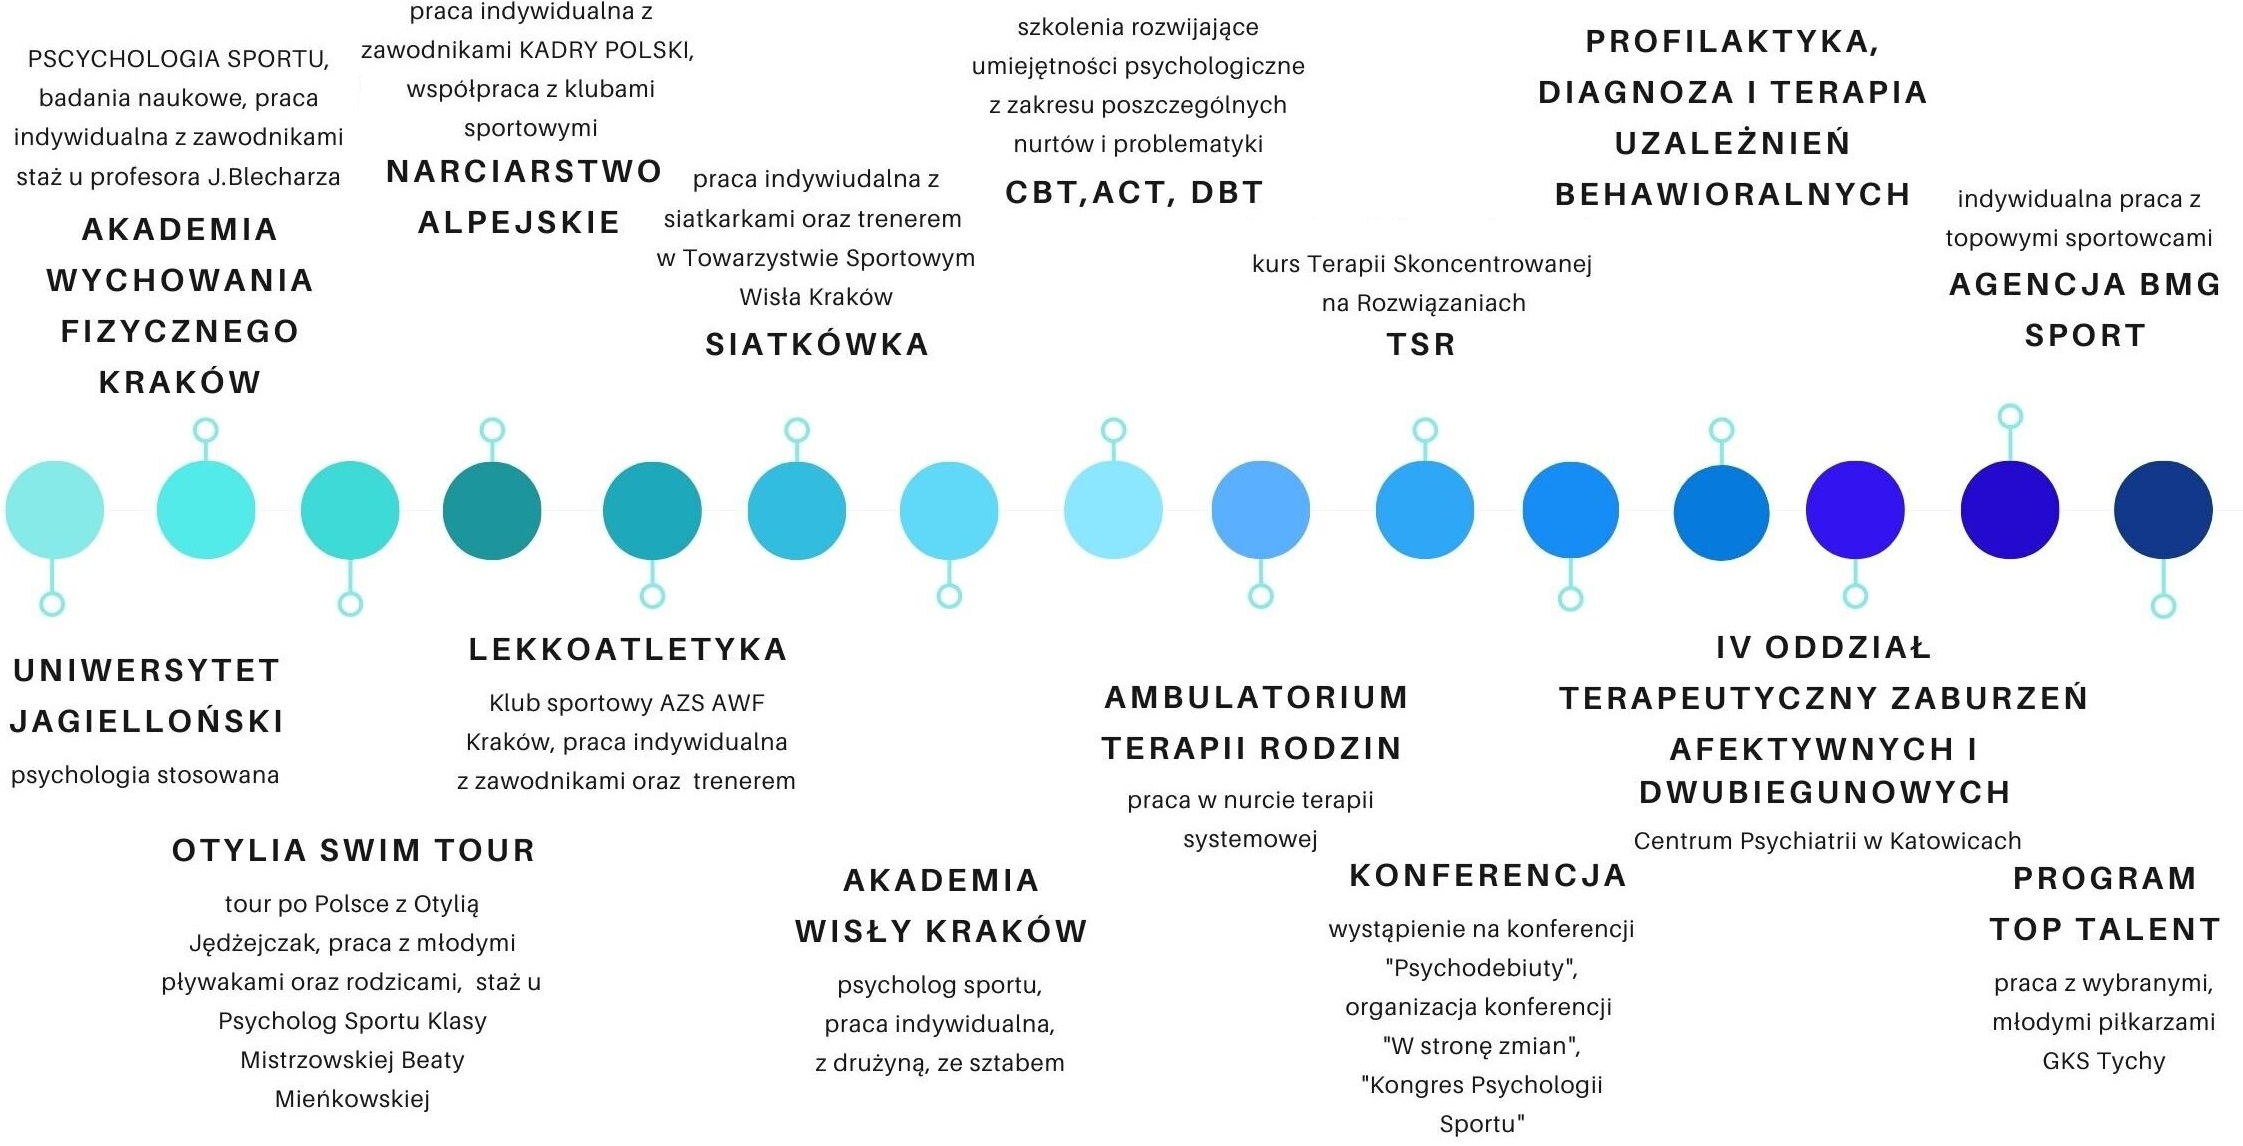 PSCYCHOLOGIA SPORTU,
badania naukowe, praca
indywidualna z zawodnikami
staż u profesora J.Blecharza
AKADEMIA
WYCHOWANIA
FIZYCZNEGO
KRAKÓW
praca indywidualna z
zawodnikami KADRY POLSKI,
współpraca z klubami
sportowymi
NARCIARSTWO
ALPEJSKIE
praca indywiudalna z
siatkarkami oraz trenerem
w Towarzystwie Sportowym
Wisła Kraków
SIATKÓWKA
szkolenia rozwijające
umiejętności psychologiczne
z zakresu poszczególnych
nurtów i problematyki
CBT,ACT, DBT
kurs Terapii Skoncentrowanej
na Rozwiązaniach
TSR
PROFILAKTYKA,
DIAGNOZA I TERAPIA
UZALEŻNIEŃ
BEHAWIORALNYCH
indywidualna praca z
topowymi sportowcami
AGENCJA BMG
SPORT
UNIWERSYTET
JAGIELLOŃSKI
psychologia stosowana
OTYLIA SWIM TOUR
tour po Polsce z Otylią
Jędżejczak, praca z młodymi
pływakami oraz rodzicami, staż u
Psycholog Sportu Klasy
Mistrzowskiej Beaty
Mieńkowskiej
LEKKOATLETYKA
Klub sportowy AZS AWF
Kraków, praca indywidualna
z zawodnikami oraz trenerem
AKADEMIA
WISŁY KRAKÓW
psycholog sportu,
praca indywidualna,
z drużyną, ze sztabem
AMBULATORIUM
TERAPII RODZIN
praca w nurcie terapii
systemowej
KONFERENCJA
wystąpienie na konferencji
"Psychodebiuty",
organizacja konferencji
"W stronę zmian",
"Kongres Psychologii
Sportu"
IV ODDZIAŁ
TERAPEUTYCZNY ZABURZEŃ
AFEKTYWNYCH I
DWUBIEGUNOWYCH
Centrum Psychiatrii w Katowicach
PROGRAM
TOP TALENT
praca z wybranymi,
młodymi piłkarzami
GKS Tychy